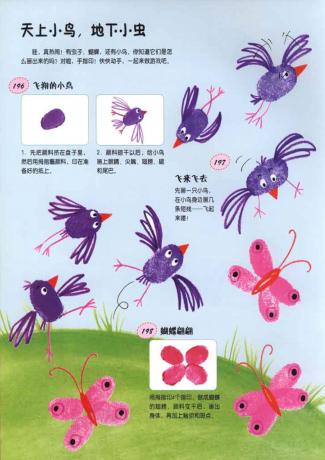 天上小鸟，地下小虫
哇，真热闹！有虫子、蝴蝶，还有小鸟，你知道它们是怎
么画出来的吗？对啦，手指印！快快动手，一起来做游戏吧。
196 飞翔的小鸟
1. 先把颜料挤在盘子里，
然后用拇指蘸颜料，印在准
备好的纸上。
2. 颜料晾干以后，给小鸟
画上眼睛、尖嘴、翅膀、腿
和尾巴。
197
飞来飞去
先画一只小鸟，
在小鸟身边画几
条短线——飞起
来喽！
198 蝴蝶翩翩
用拇指印4个指印，做成蝴蝶
的翅膀，颜料变干后，画出
身体，再加上触须和斑点。